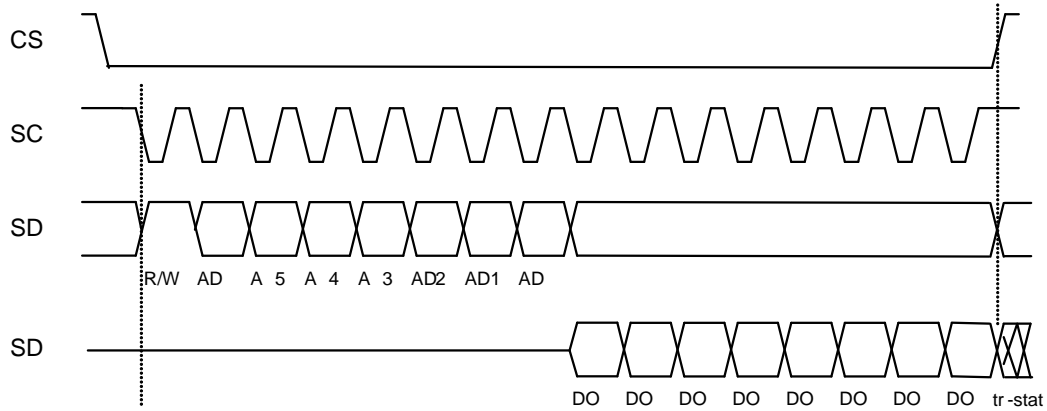 CS
SC
SD
R/W AD A 5 A 4 A 3 AD2 AD1 AD
SD
DO DO DO DO DO DO DO DO tr-stat